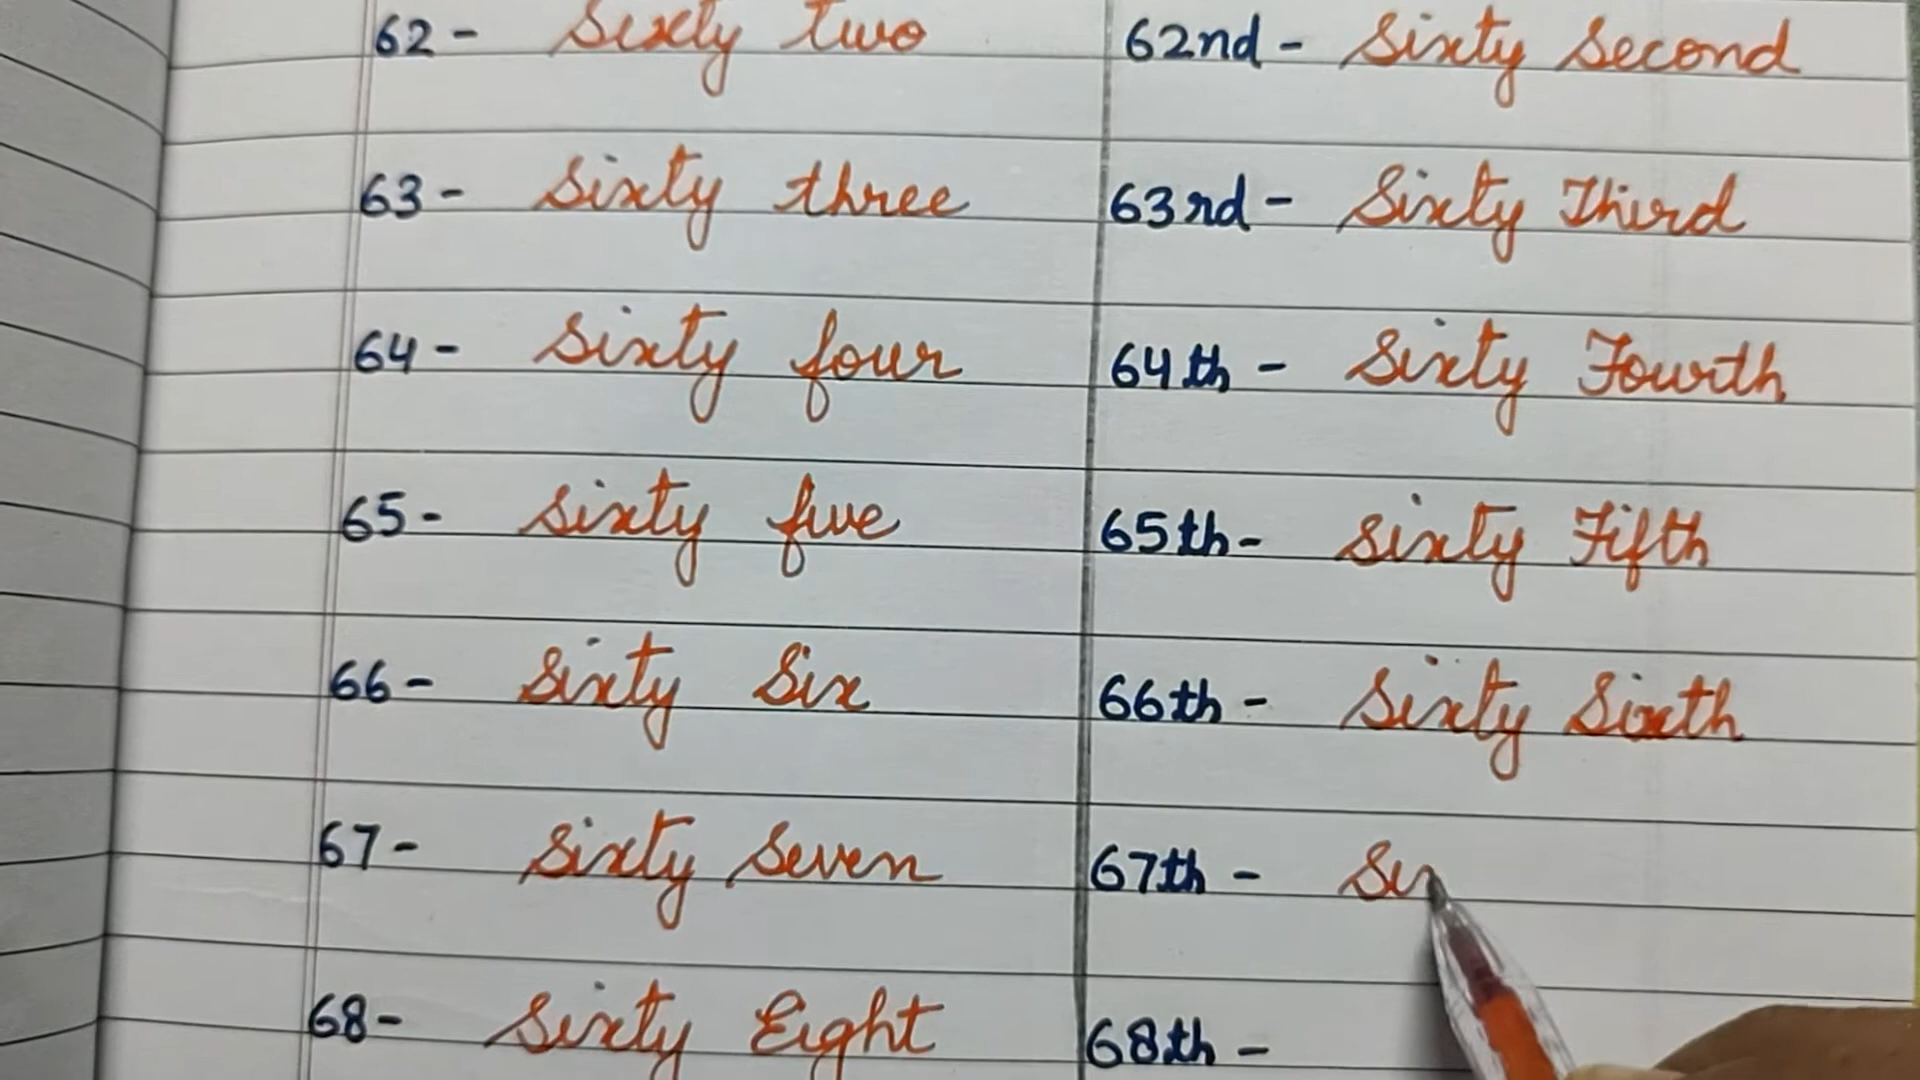 62 - Sixty two 62nd - Sixty Second
63 - Sixty three 63rd - Sixty Third
64 - Sixty four 64th - Sixty Fourth
65 - Sixty five 65th - Sixty Fifth
66 - Sixty Six 66th - Sixty Sixth
67 - Sixty Seven 67th - Si
68 - Sixty Eight 68th -